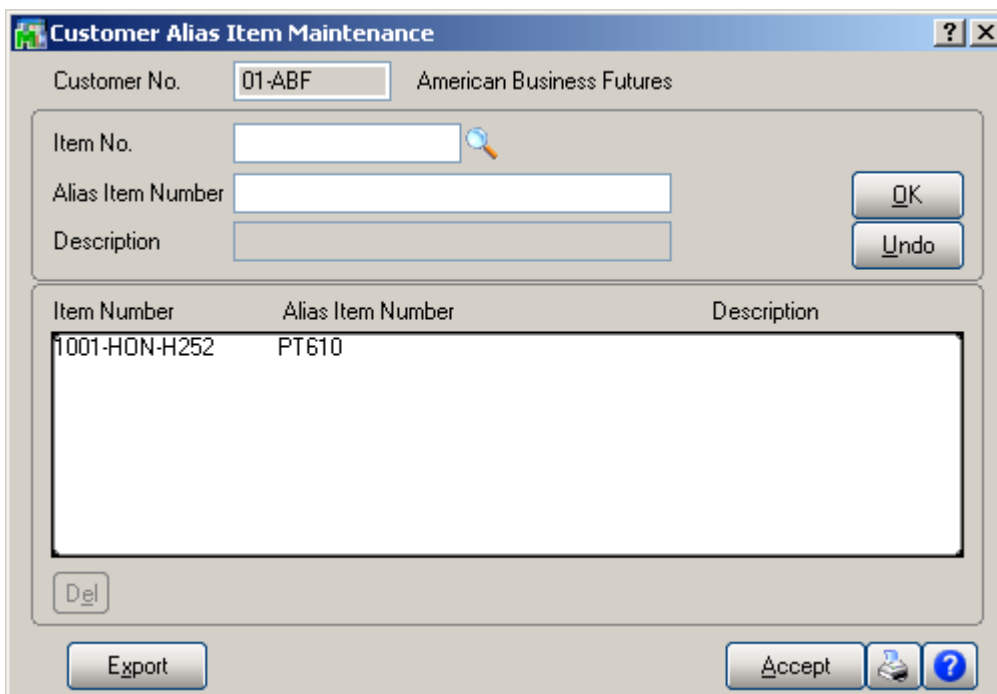 Customer Alias Item Maintenance
Customer No. 01-ABF American Business Futures
Item No.
Alias Item Number
OK
Description
Undo
Item Number Alias Item Number Description
1001-HON-H252 PT610
Del
Export Accept